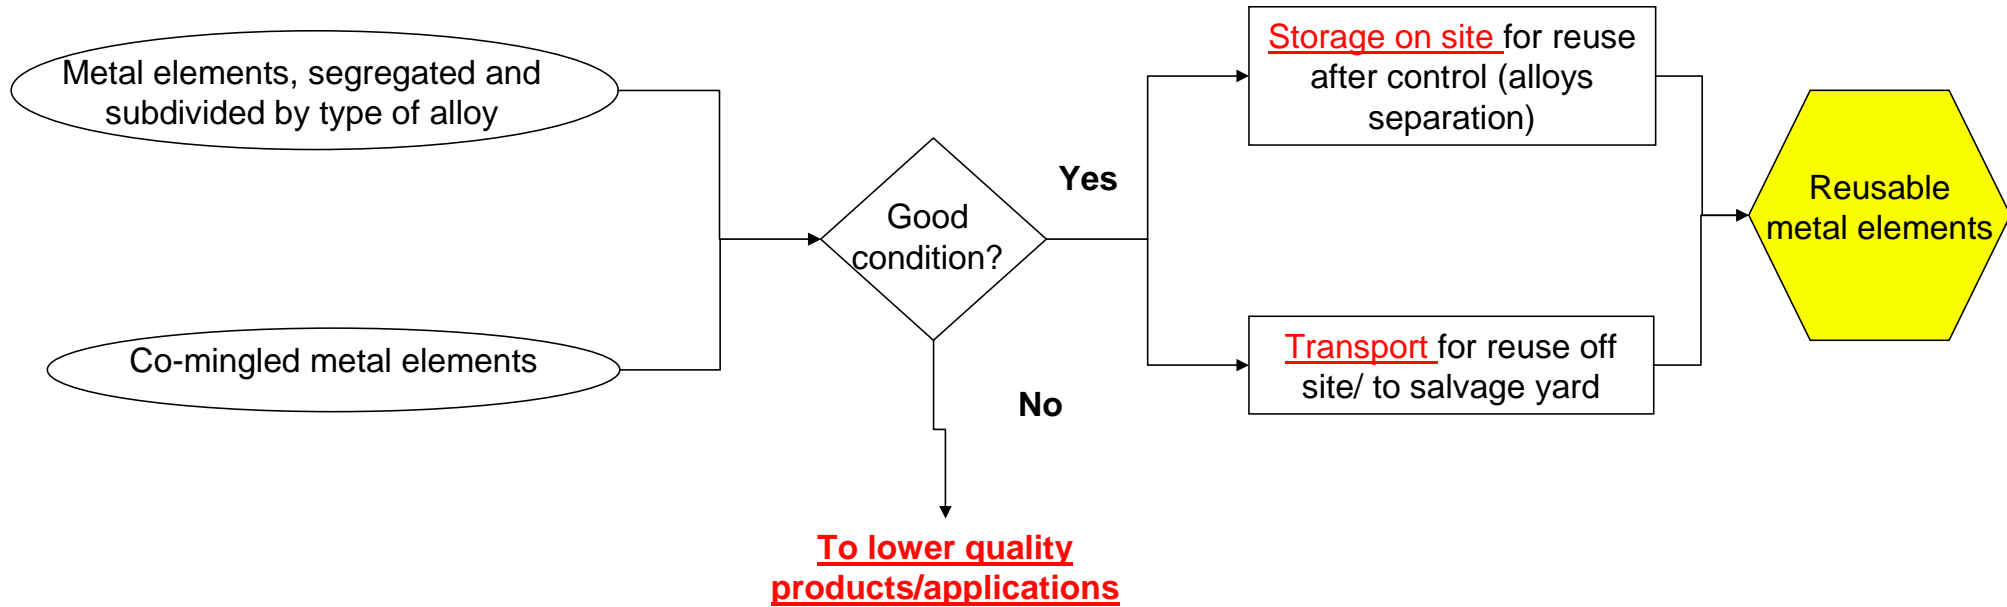 Metal elements, segregated and
subdivided by type of alloy
Co-mingled metal elements
Good
condition?
Yes
No
Storage on site for reuse
after control (alloys
separation)
Transport for reuse off
site/ to salvage yard
Reusable
metal elements
To lower quality
products/applications